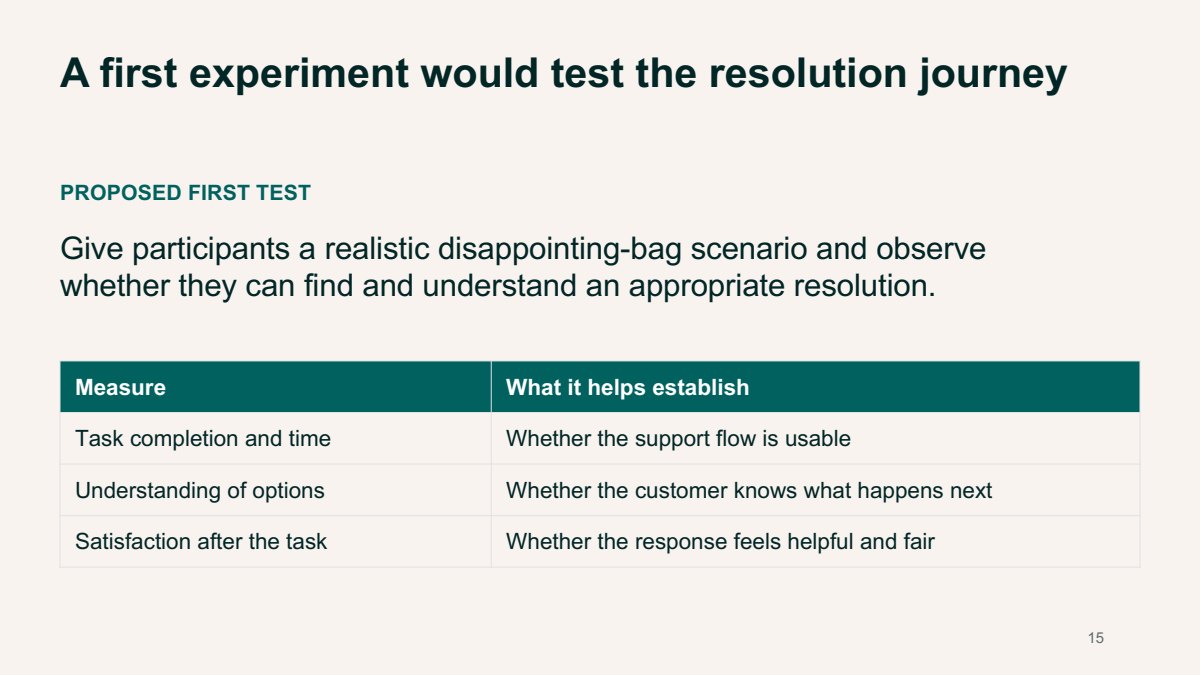 A first experiment would test the resolution journey
PROPOSED FIRST TEST
Give participants a realistic disappointing-bag scenario and observe
whether they can find and understand an appropriate resolution.
Measure
What it helps establish
Task completion and time
Whether the support flow is usable
Understanding of options
Whether the customer knows what happens next
Satisfaction after the task
Whether the response feels helpful and fair
15